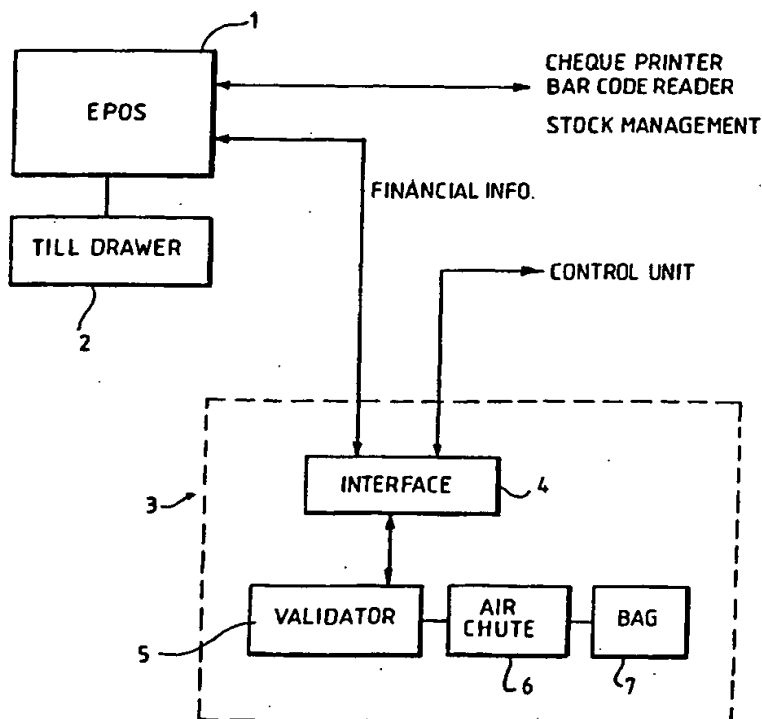 1
CHEQUE PRINTER
EPOS
BAR CODE READER
STOCK MANAGEMENT
FINANCIAL INFO.
TILL DRAWER
CONTROL UNIT
2
INTERFACE
4
3
VALIDATOR
AIR
CHUTE
BAG
5
6
7